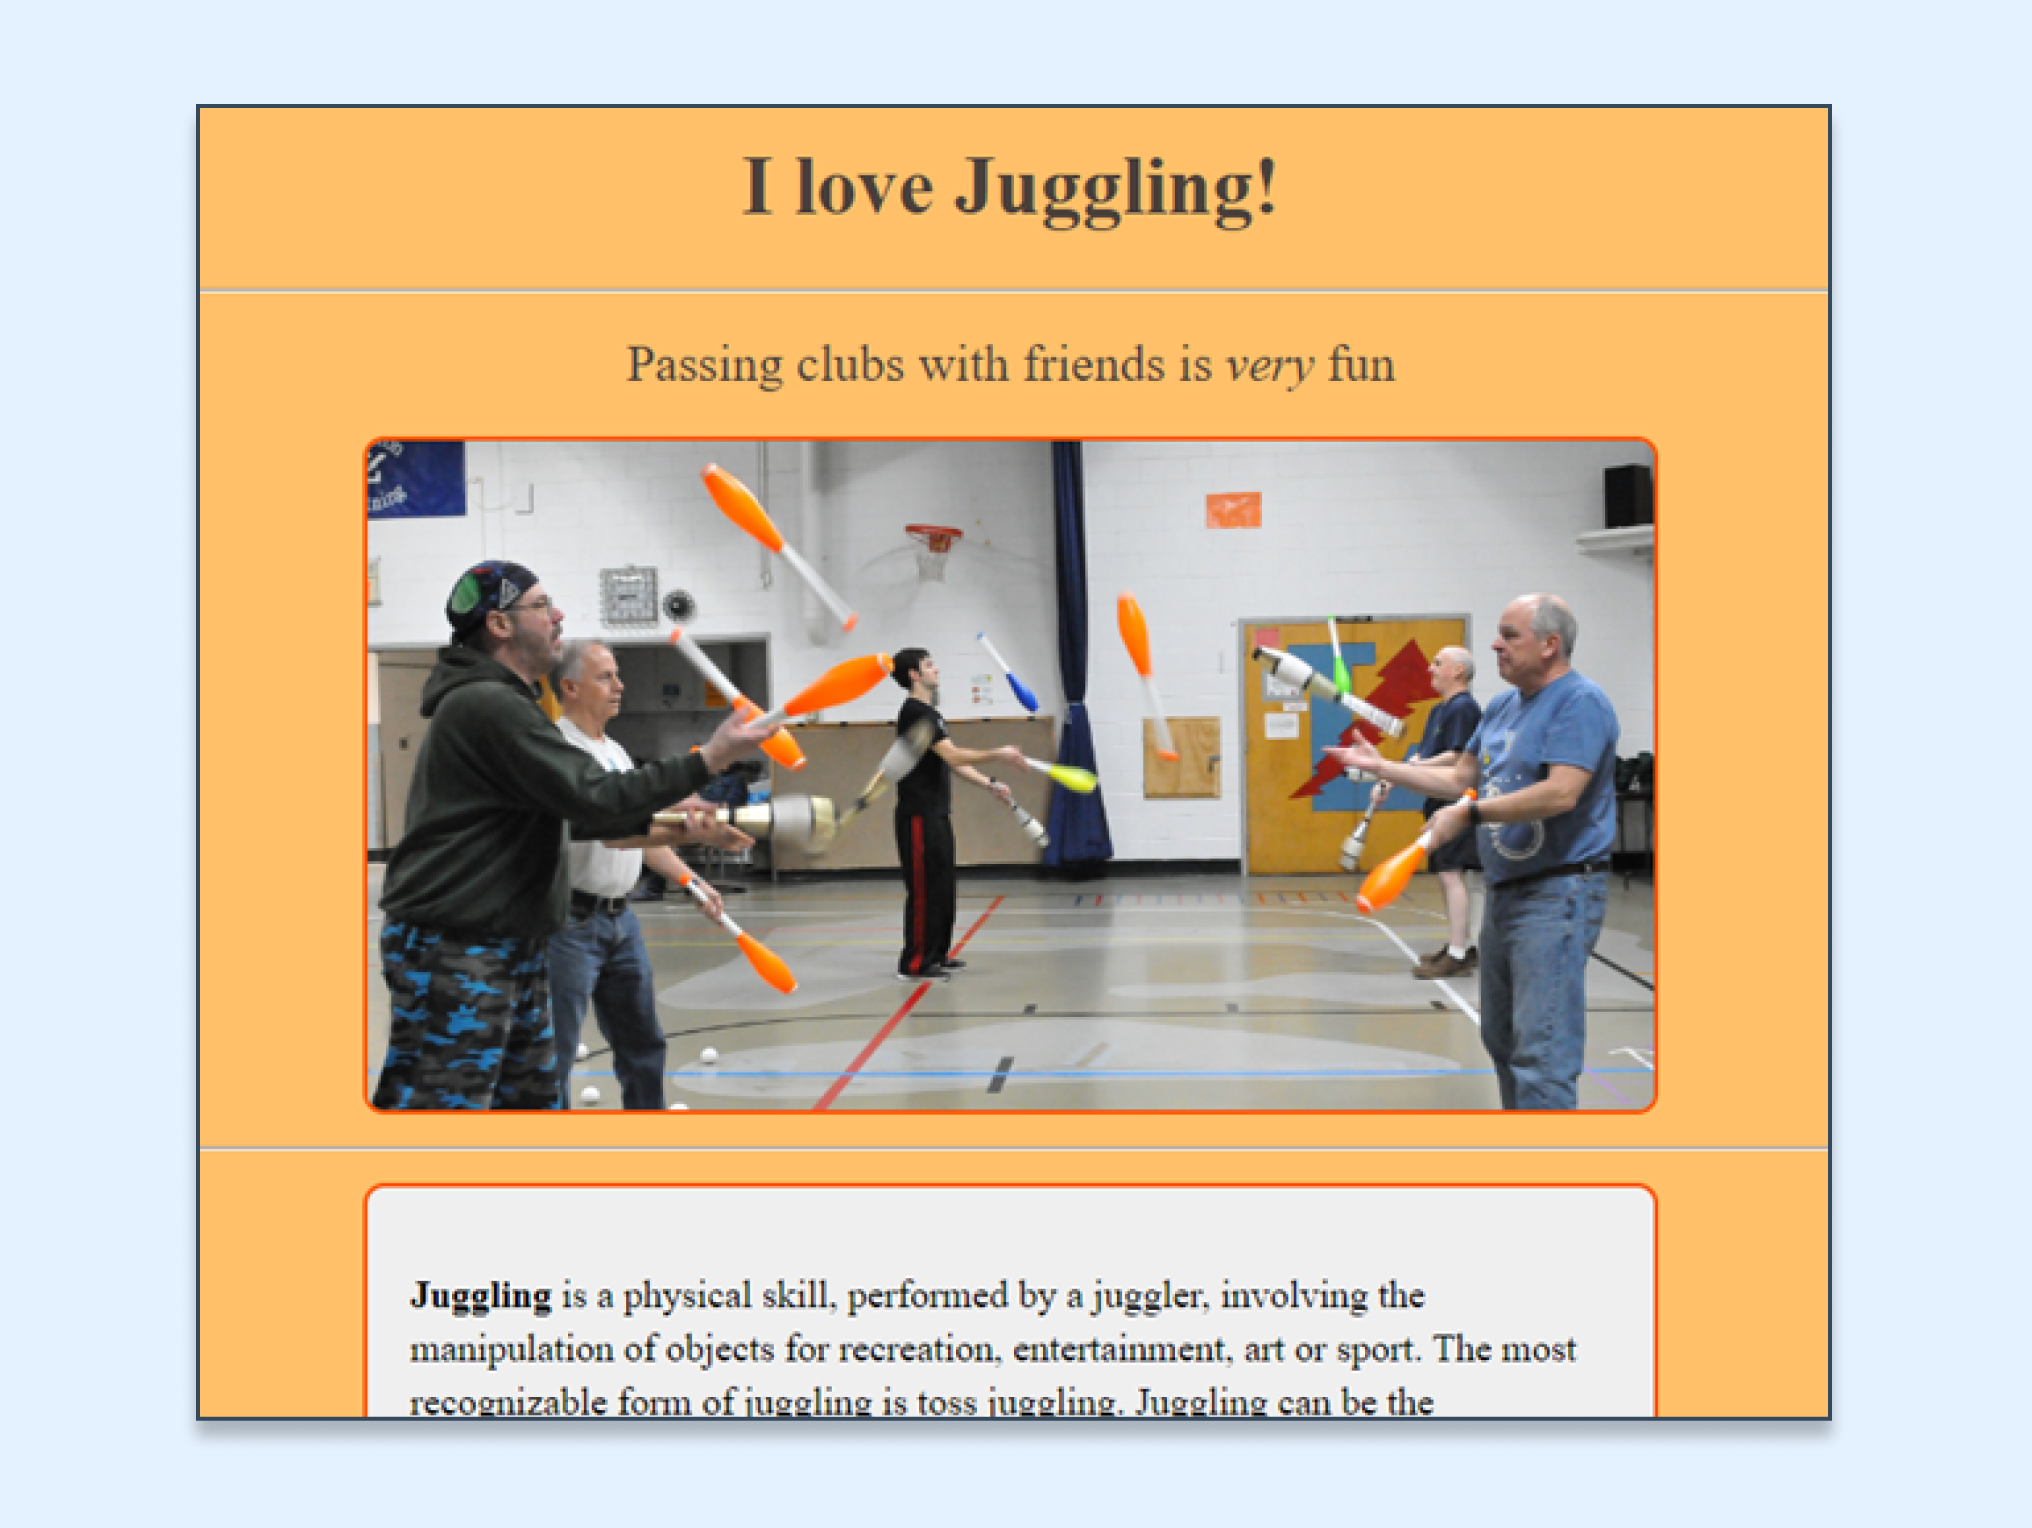 I love Juggling!
Passing clubs with friends is very fun
Juggling is a physical skill, performed by a juggler, involving the
manipulation of objects for recreation, entertainment, art or sport. The most
recognizable form of juggling is toss juggling. Juggling can be the